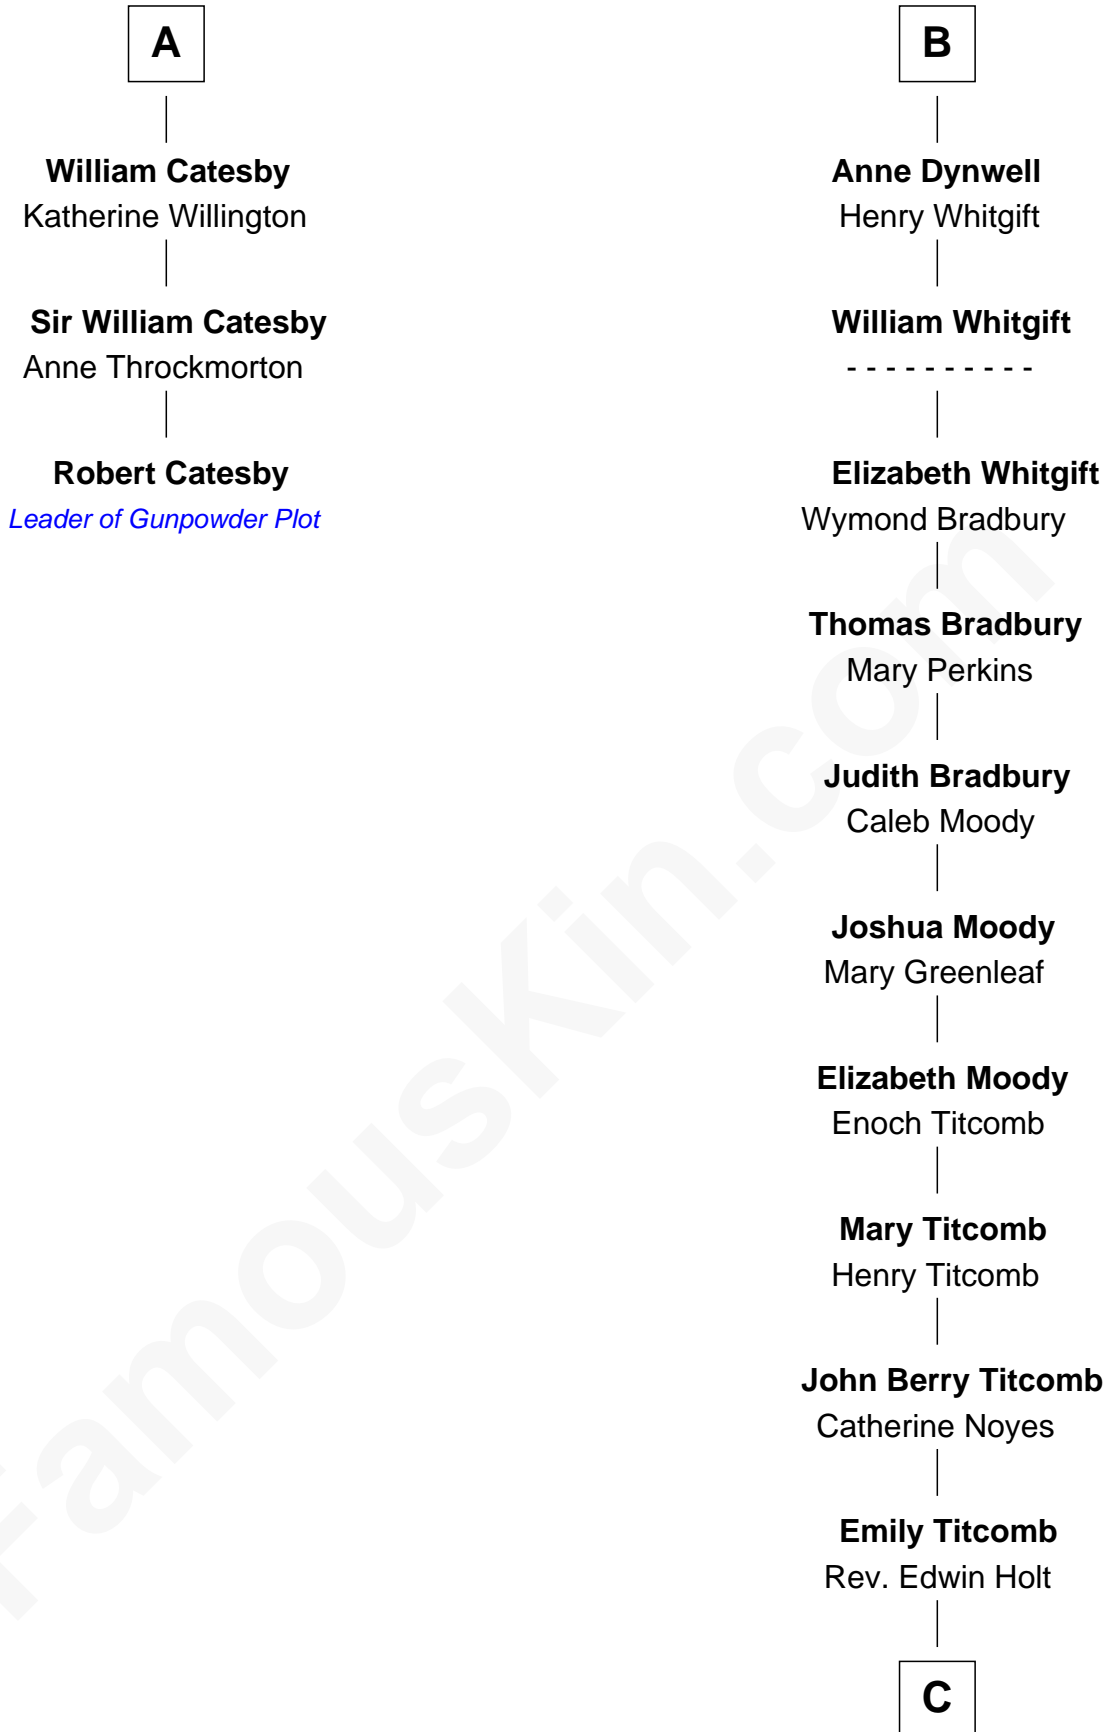 A
William Catesby
Katherine Willington
Sir William Catesby
Anne Throckmorton
Robert Catesby
Leader of Gunpowder Plot
B
Anne Dynwell
Henry Whitgift
William Whitgift
- - - - - - - - - -
Elizabeth Whitgift
Wymond Bradbury
Thomas Bradbury
Mary Perkins
Judith Bradbury
Caleb Moody
Joshua Moody
Mary Greenleaf
Elizabeth Moody
Enoch Titcomb
Mary Titcomb
Henry Titcomb
John Berry Titcomb
Catherine Noyes
Emily Titcomb
Rev. Edwin Holt
C
FamousKin.com